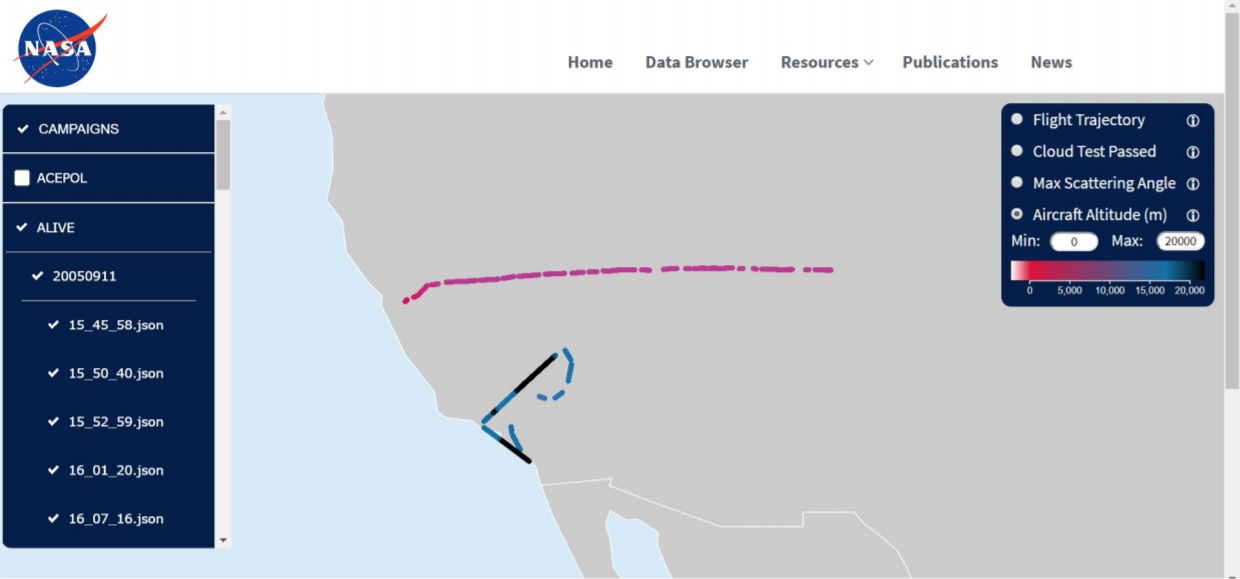 NASA
Home Data Browser Resources Publications News
CAMPAIGNS
ACEPOL
ALIVE
20050911
15_45_58.json
15_50_40.json
15_52_59.json
16_01_20.json
16_07_16.json
Flight Trajectory
Cloud Test Passed
Max Scattering Angle
Aircraft Altitude (m)
Min: 0 Max: 20000
0 5,000 10,000 15,000 20,000